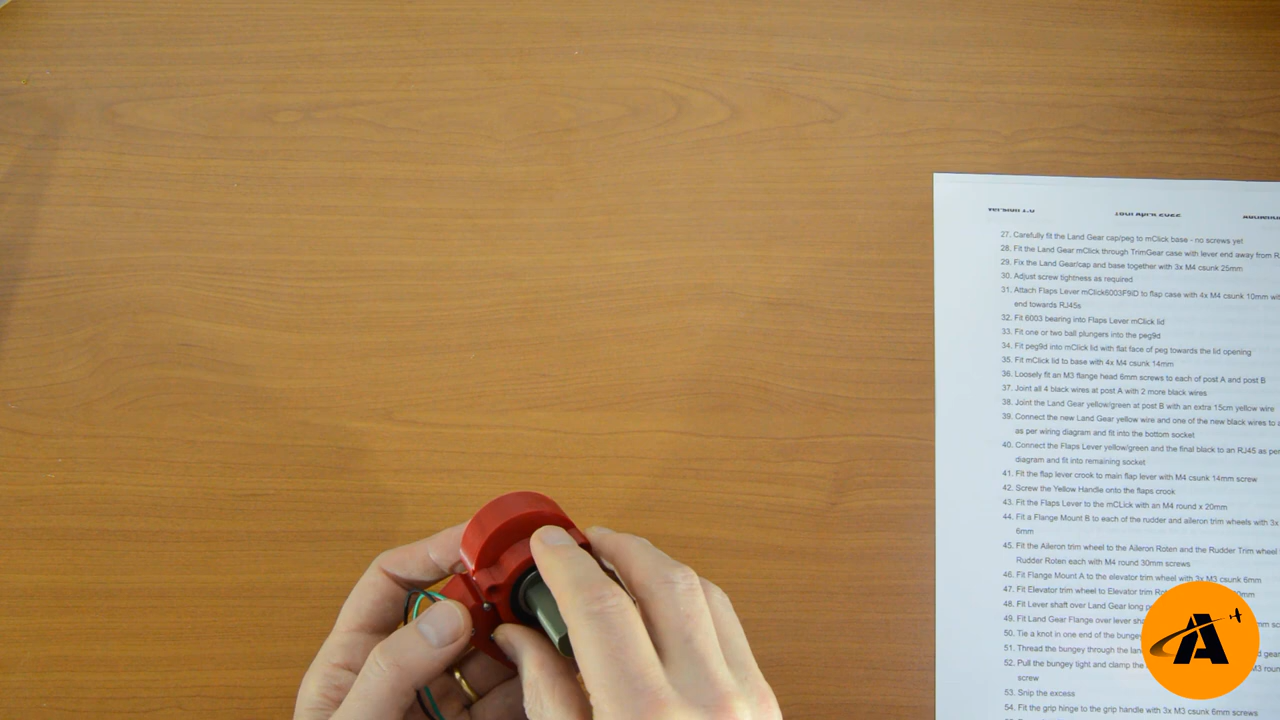 27. Carefully fit the Land Gear cap/peg to mClick base - no screws yet
28. Fit the Land Gear mClick through TrimGear case with lever end away from
29. Fix the Land Gear/cap and base together with 3x M4 csunk 25mm
30. Adjust screw tightness as required
31. Attach Flaps Lever mClick6003F9ID to flap case with 4x M4 csunk 10mm
end towards RJ45s
32. Fit 6003 bearing into Flaps Lever mClick lid
33. Fit one or two ball plungers into the peg9d
34. Fit peg9d into mClick lid with flat face of peg towards the lid opening
35. Fit mClick lid to base with 4x M4 csunk 14mm
36. Loosely fit an M3 flange head 6mm screws to each of post A and post B
37. Joint all 4 black wires at post A with 2 more black wires
38. Joint the Land Gear yellow/green at post B with an extra 15cm yellow wire
39. Connect the new Land Gear yellow wire and one of the new black wires to
as per wiring diagram and fit into the bottom socket
40. Connect the Flaps Lever yellow/green and the final black to an RJ45 as per
diagram and fit into remaining socket
41. Fit the flap lever crook to main flap lever with M4 csunk 14mm screw
42. Screw the Yellow Handle onto the flaps crook
43. Fit the Flaps Lever to the mCLick with an M4 round x 20mm
44. Fit a Flange Mount B to each of the rudder and aileron trim wheels with 3x
6mm
45. Fit the Aileron trim wheel to the Aileron Roten and the Rudder Trim wheel
Rudder Roten each with M4 round 30mm screws
46. Fit Flange Mount A to the elevator trim wheel with 3x M3 csunk 6mm
47. Fit Elevator trim wheel to Elevator trim
48. Fit Lever shaft over Land Gear long
49. Fit Land Gear Flange over lever
50. Tie a knot in one end of the
51. Thread the bungey through the
52. Pull the bungey tight and clamp the
screw
53. Snip the excess
54. Fit the grip hinge to the grip handle with 3x M3 csunk 6mm screws
A